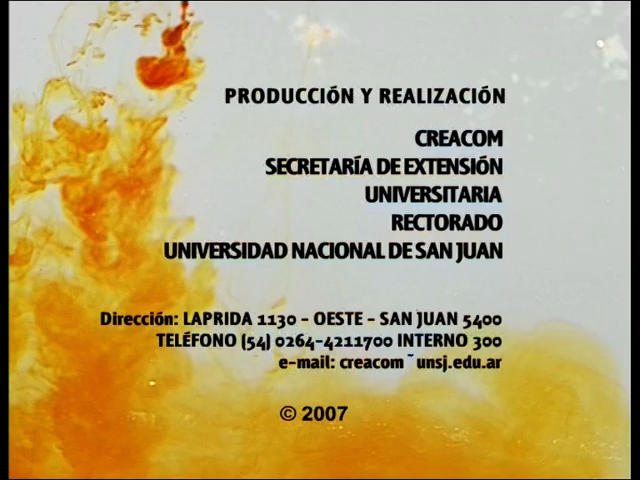 PRODUCCIÓN Y REALIZACIÓN
CREACOM
SECRETARÍA DE EXTENSIÓN
UNIVERSITARIA
RECTORADO
UNIVERSIDAD NACIONAL DE SAN JUAN
Dirección: LAPRIDA 1130 - OESTE - SAN JUAN 5400
TELÉFONO (54) 0264-4211700 INTERNO 300
e-mail: creacom˜unsj.edu.ar
© 2007